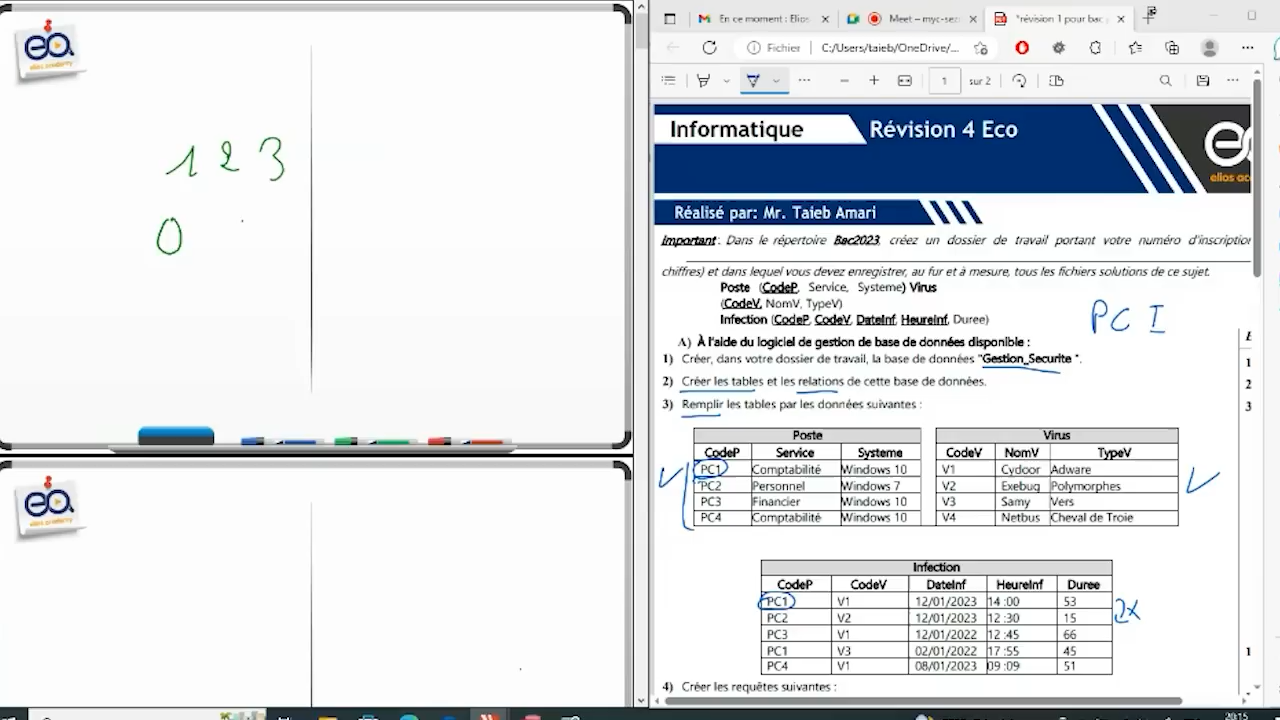 eA
elios academy
1 2 3
0
eA
elios academy
En ce moment : Elios
Meet – myc-sez
*révision 1 pour bac
Fichier
C:/Users/taieb/OneDrive/...
1
sur 2
Informatique
Révision 4 Eco
elios aca
Réalisé par: Mr. Taieb Amari
Important : Dans le répertoire Bac2023, créez un dossier de travail portant votre numéro d'inscription
chiffres) et dans lequel vous devez enregistrer, au fur et à mesure, tous les fichiers solutions de ce sujet.
Poste (CodeP, Service, Systeme) Virus
(CodeV, NomV, TypeV)
Infection (CodeP, CodeV, DateInf, HeureInf, Duree)
PC I
A) À l'aide du logiciel de gestion de base de données disponible :
1) Créer, dans votre dossier de travail, la base de données "Gestion_Securite ".
1
2) Créer les tables et les relations de cette base de données.
2
3) Remplir les tables par les données suivantes :
3
Poste
CodeP Service Systeme
PC1 Comptabilité Windows 10
PC2 Personnel Windows 7
PC3 Financier Windows 10
PC4 Comptabilité Windows 10
Virus
CodeV NomV TypeV
V1 Cydoor Adware
V2 Exebug Polymorphes
V3 Samy Vers
V4 Netbus Cheval de Troie
Infection
CodeP CodeV DateInf HeureInf Duree
PC1 V1 12/01/2023 14 :00 53
PC2 V2 12/01/2023 12 :30 15
2x
PC3 V1 12/01/2022 12 :45 66
PC1 V3 02/01/2022 17 :55 45
1
PC4 V1 08/01/2023 09 :09 51
4) Créer les requêtes suivantes :
20:15